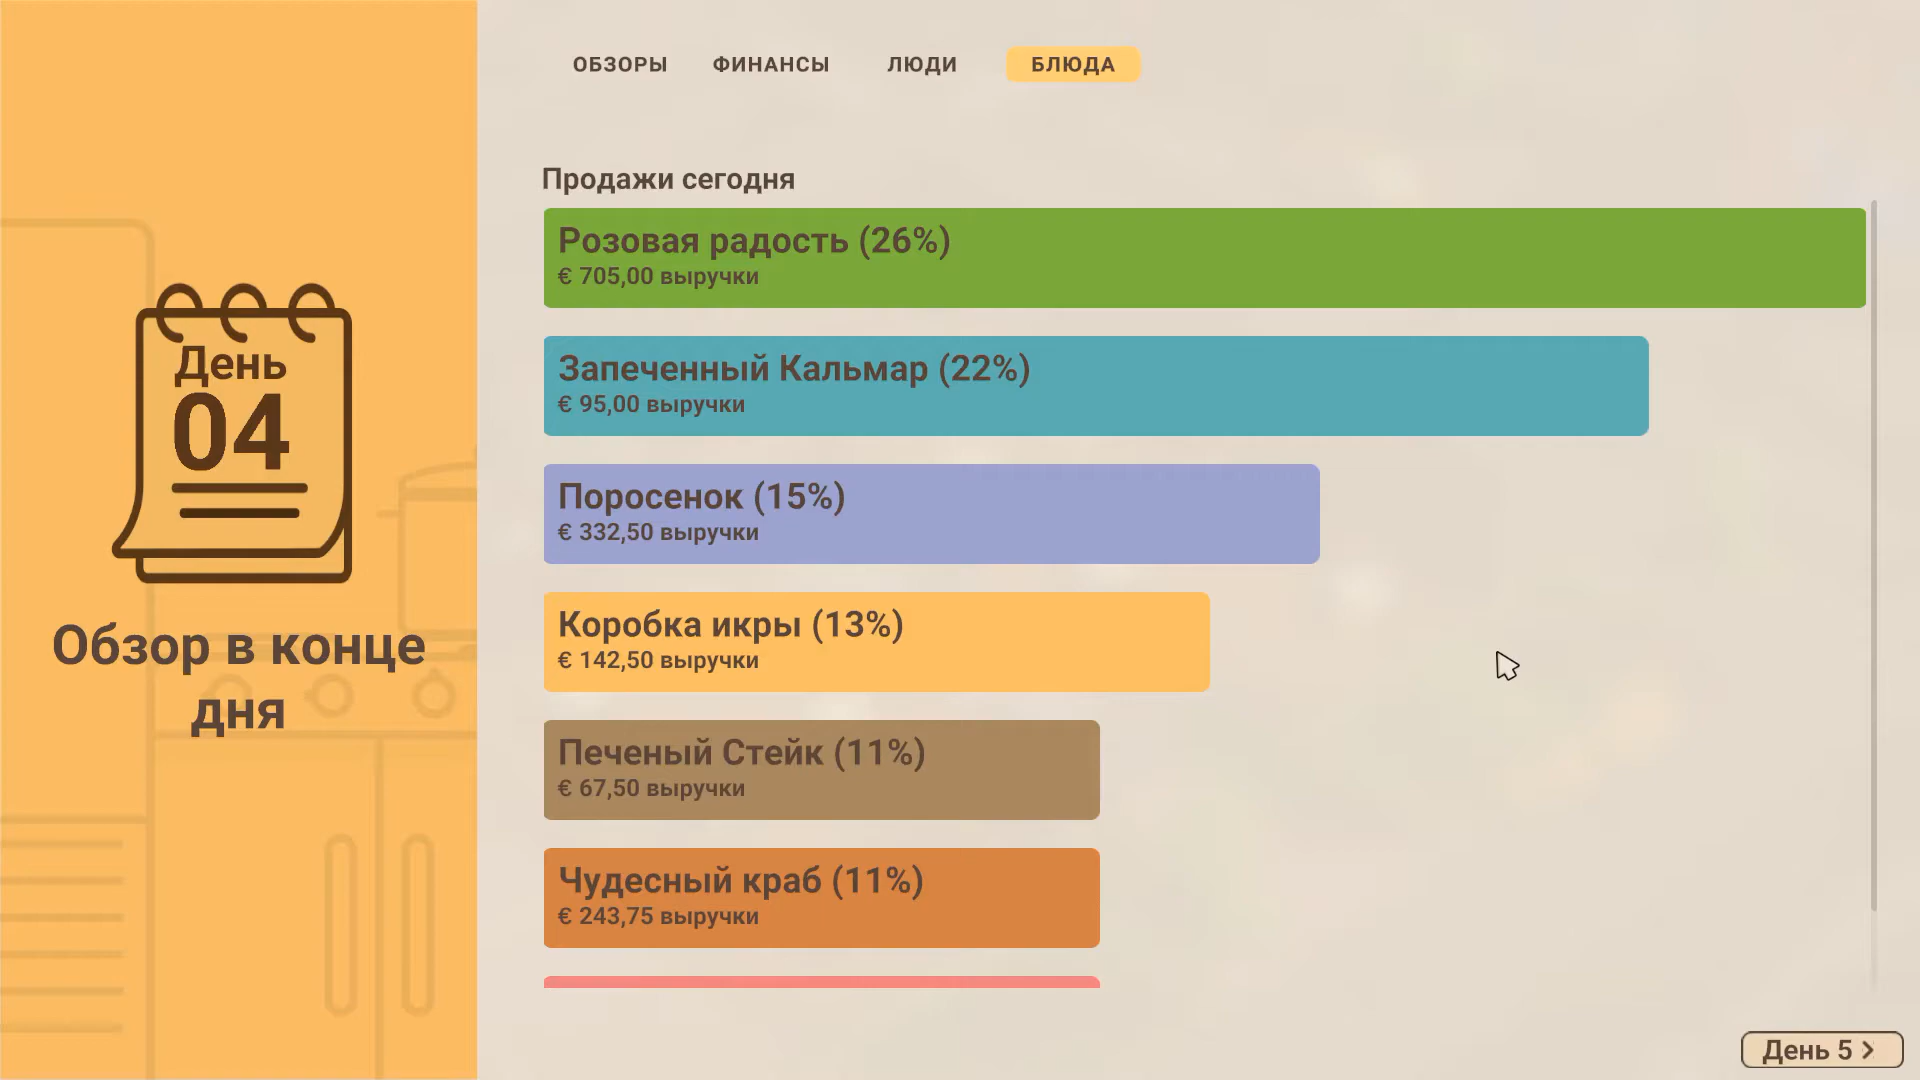 ОБЗОРЫ ФИНАНСЫ ЛЮДИ БЛЮДА
День
04
Обзор в конце
дня
Продажи сегодня
Розовая радость (26%)
€ 705,00 выручки
Запеченный Кальмар (22%)
€ 95,00 выручки
Поросенок (15%)
€ 332,50 выручки
Коробка икры (13%)
€ 142,50 выручки
Печеный Стейк (11%)
€ 67,50 выручки
Чудесный краб (11%)
€ 243,75 выручки
День 5 >